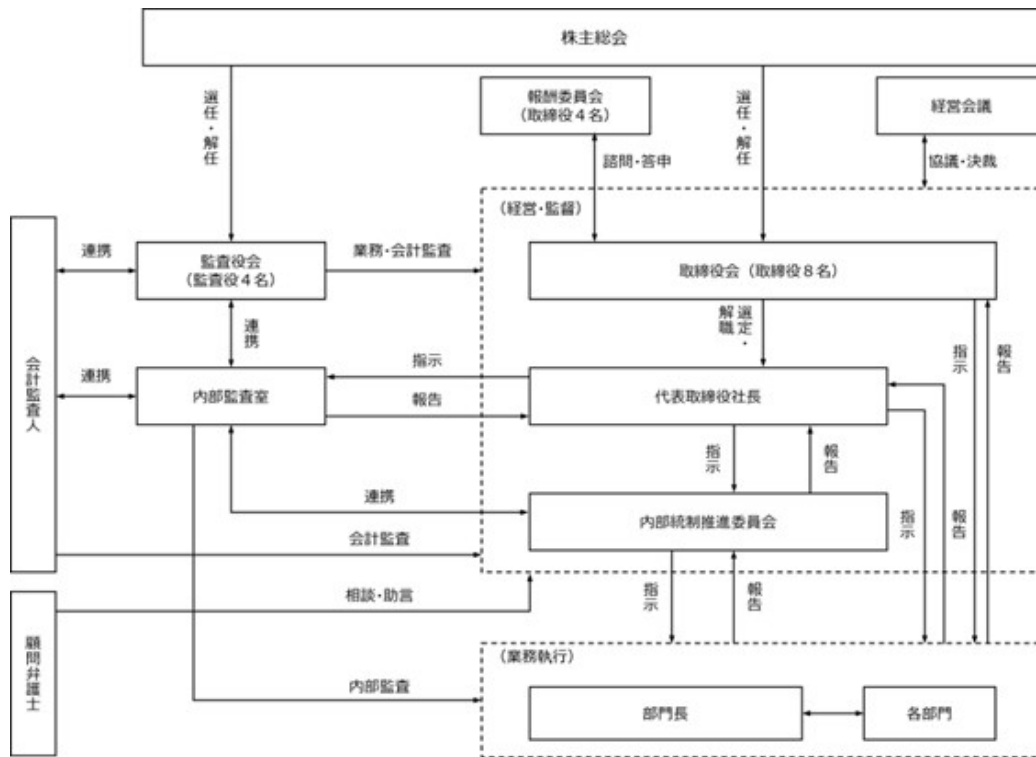 株主総会
選任・解任
報酬委員会
（取締役４名）
選任・解任
経営会議
諮問・答申
協議・決裁
（経営・監督）
会計監査人
連携
監査役会
（監査役４名）
業務・会計監査
取締役会（取締役８名）
連携
選定・
解職
指示
報告
連携
内部監査室
指示
報告
代表取締役社長
指示
報告
連携
内部統制推進委員会
指示
報告
会計監査
顧問弁護士
相談・助言
指示
報告
（業務執行）
内部監査
部門長
各部門